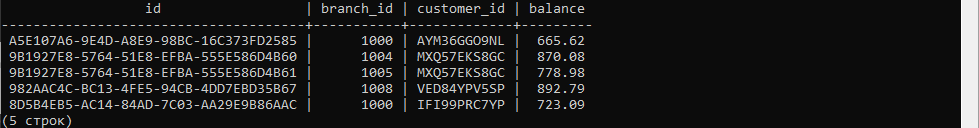 id | branch_id | customer_id | balance
--------------------------------------+-----------+-------------+---------
A5E107A6-9E4D-A8E9-98BC-16C373FD2585 | 1000 | AYM36GGO9NL | 665.62
9B1927E8-5764-51E8-EFBA-555E586D4B60 | 1004 | MXQ57EKS8GC | 870.08
9B1927E8-5764-51E8-EFBA-555E586D4B61 | 1005 | MXQ57EKS8GC | 778.98
982AAC4C-BC13-4FE5-94CB-4DD7EBD35B67 | 1008 | VED84YPV5SP | 892.79
8D5B4EB5-AC14-84AD-7C03-AA29E9B86AAC | 1000 | IFI99PRC7YP | 723.09
(5 строк)